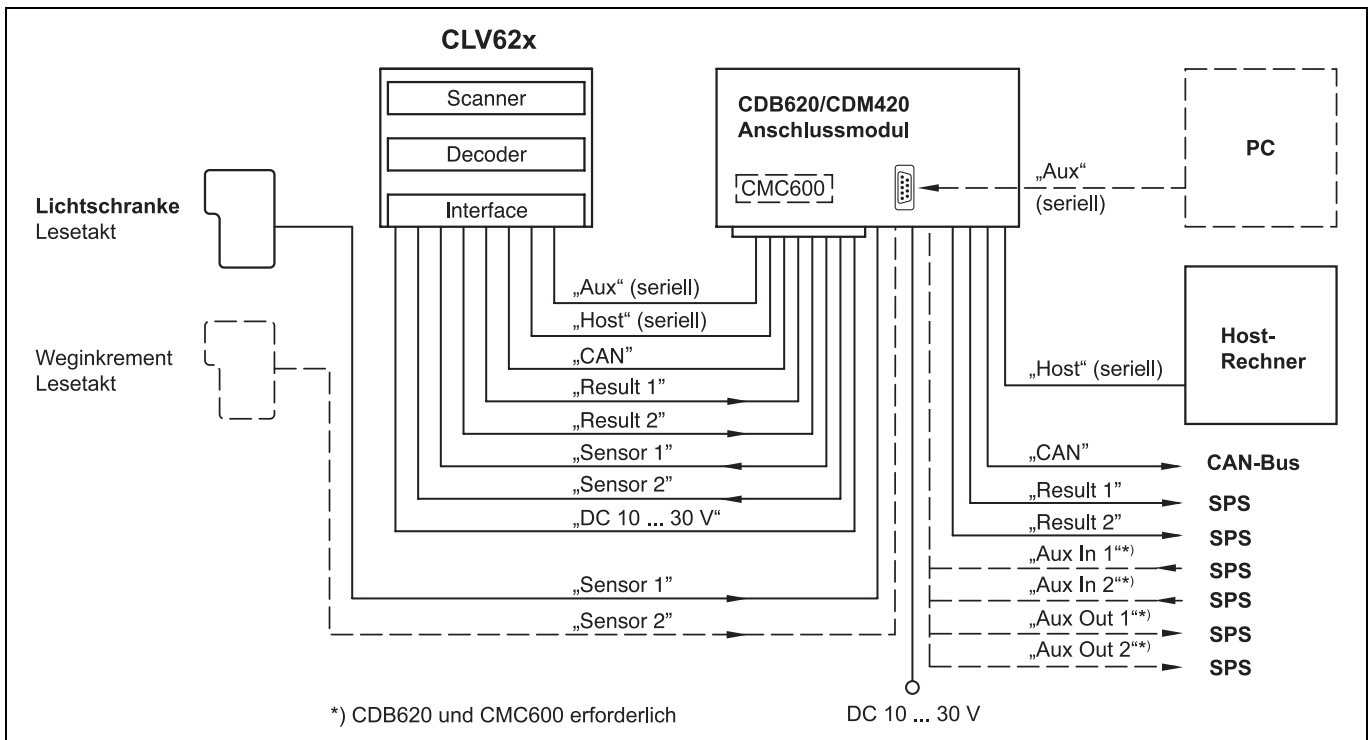 CLV62x
Scanner
Decoder
Interface
CDB620/CDM420
Anschlussmodul
CMC600
PC
„Aux“
(seriell)
Lichtschranke
Lesetakt
Weginkrement
Lesetakt
„Aux“ (seriell)
„Host“ (seriell)
„CAN”
„Result 1”
„Result 2”
„Sensor 1”
„Sensor 2”
„DC 10 ... 30 V“
„Sensor 1”
„Sensor 2”
Host-
Rechner
„Host“ (seriell)
„CAN” CAN-Bus
„Result 1” SPS
„Result 2” SPS
„Aux In 1“*) SPS
„Aux In 2“*) SPS
„Aux Out 1“*) SPS
„Aux Out 2“*) SPS
*) CDB620 und CMC600 erforderlich
DC 10 ... 30 V